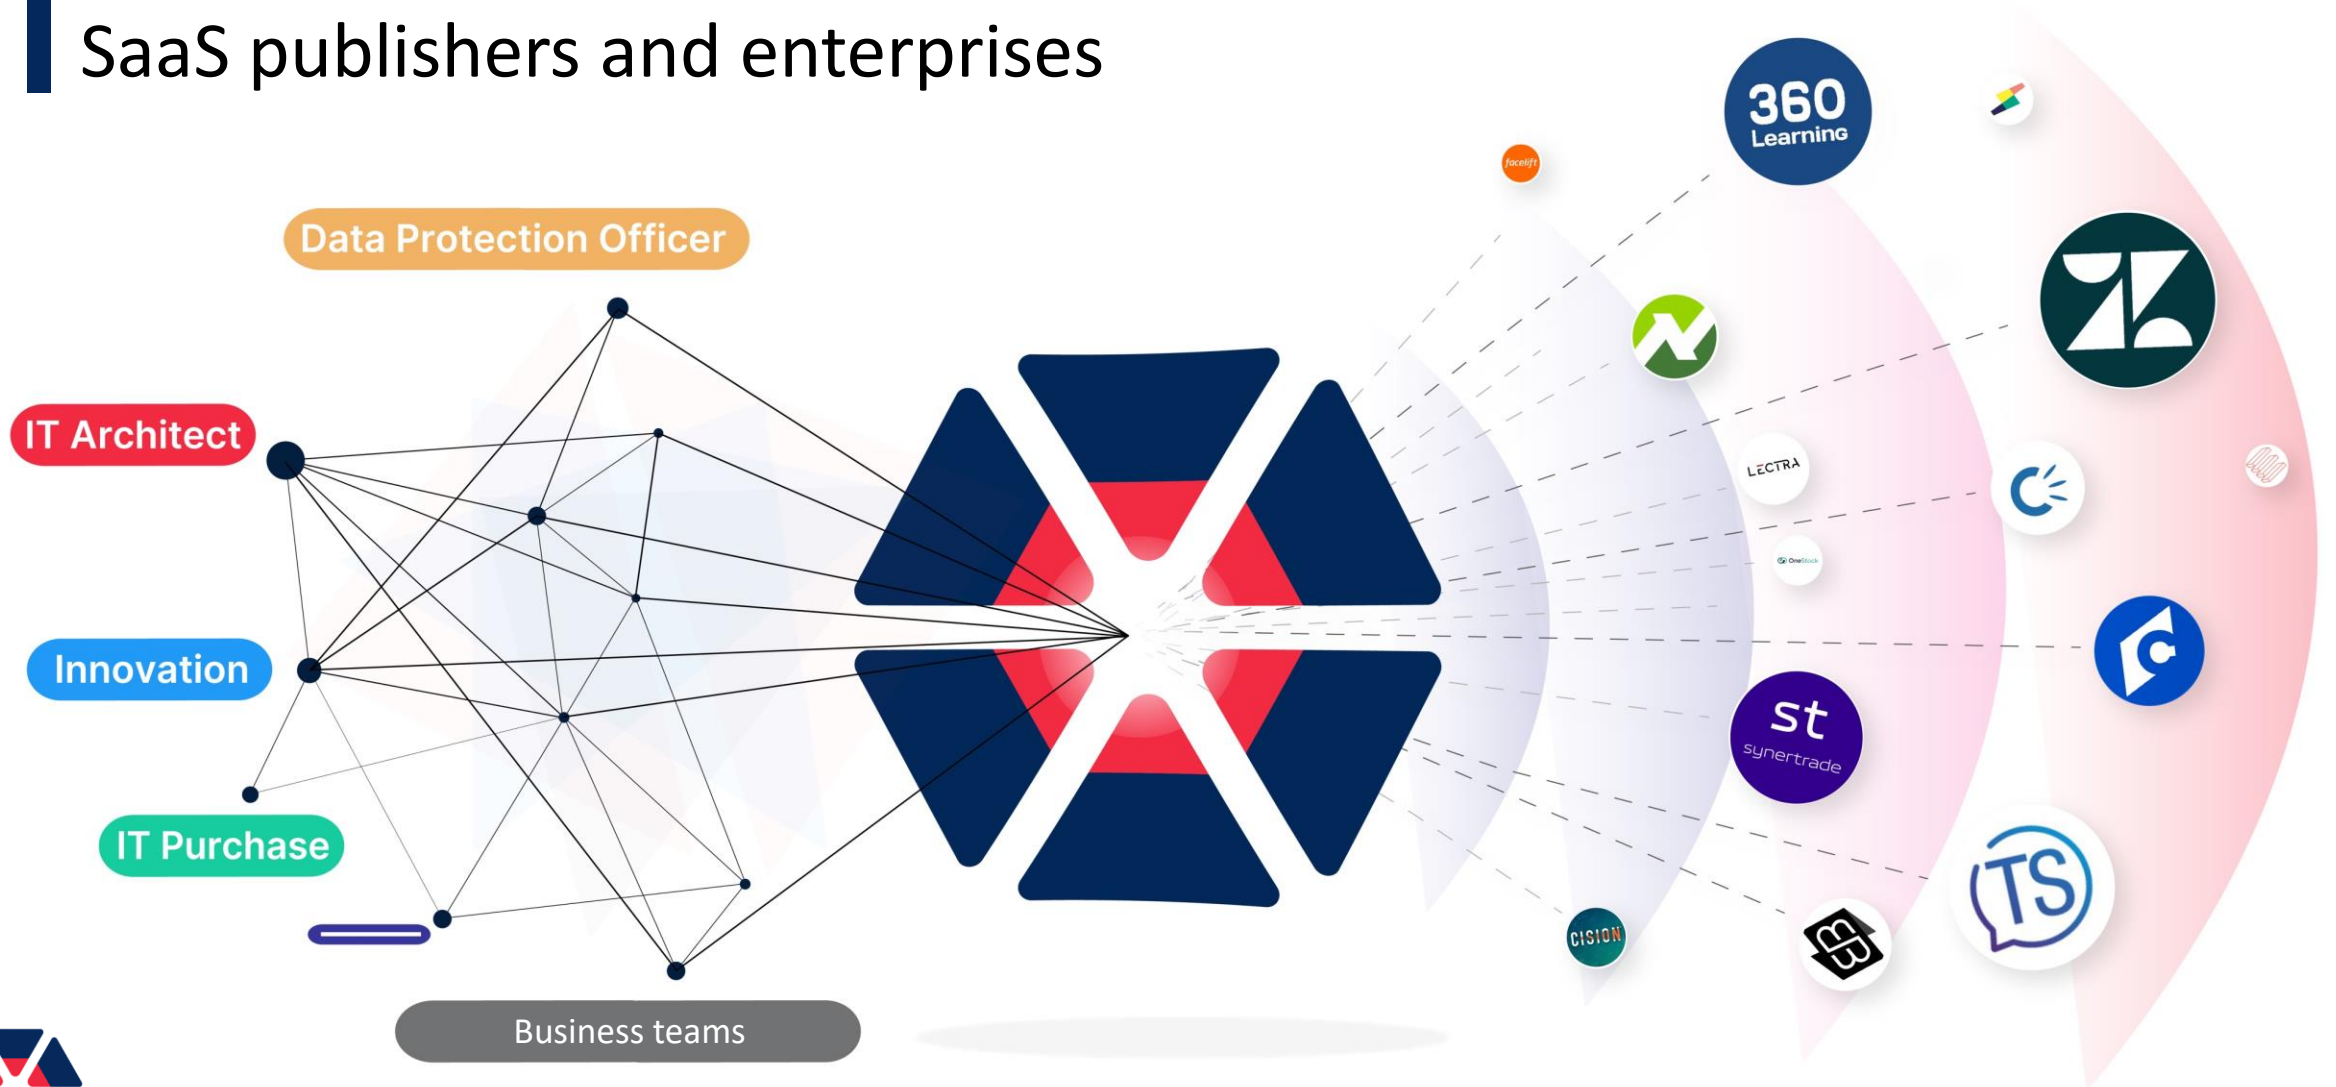 SaaS publishers and enterprises
360
Learning
facelift
Data Protection Officer
IT Architect
LECTRA
OneStock
Innovation
st
synertrade
IT Purchase
TS
CISION
Business teams